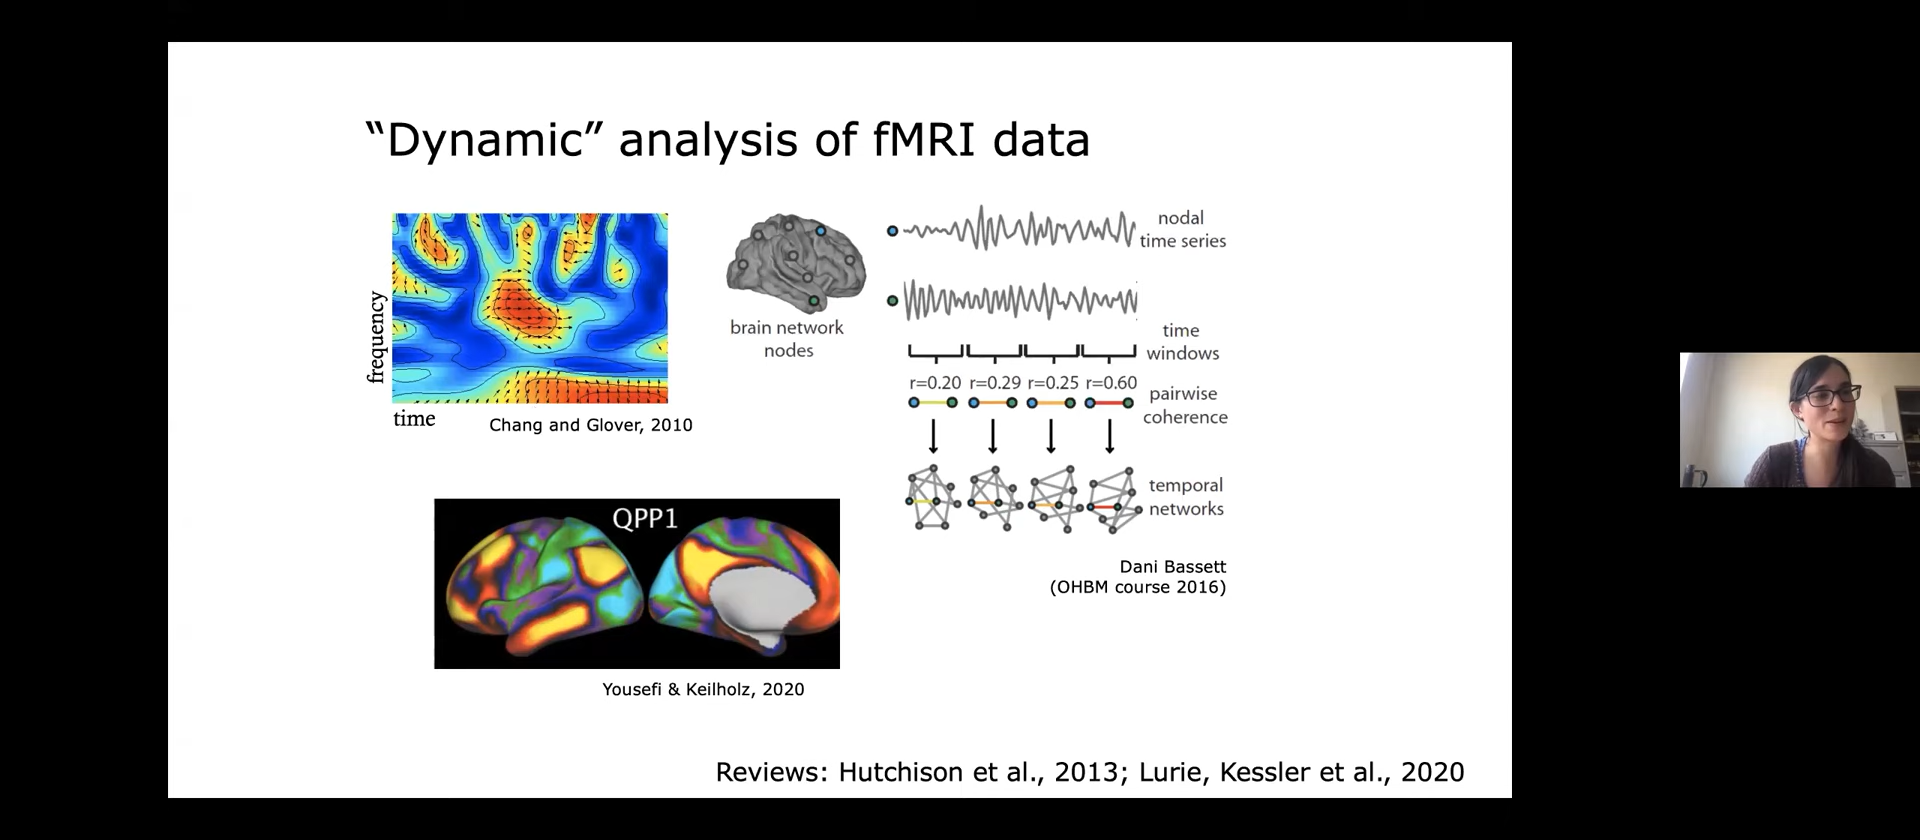 “Dynamic” analysis of fMRI data
frequency
time
Chang and Glover, 2010
brain network
nodes
nodal
time series
time
windows
r=0.20 r=0.29 r=0.25 r=0.60
pairwise
coherence
temporal
networks
Dani Bassett
(OHBM course 2016)
QPP1
Yousefi & Keilholz, 2020
Reviews: Hutchison et al., 2013; Lurie, Kessler et al., 2020